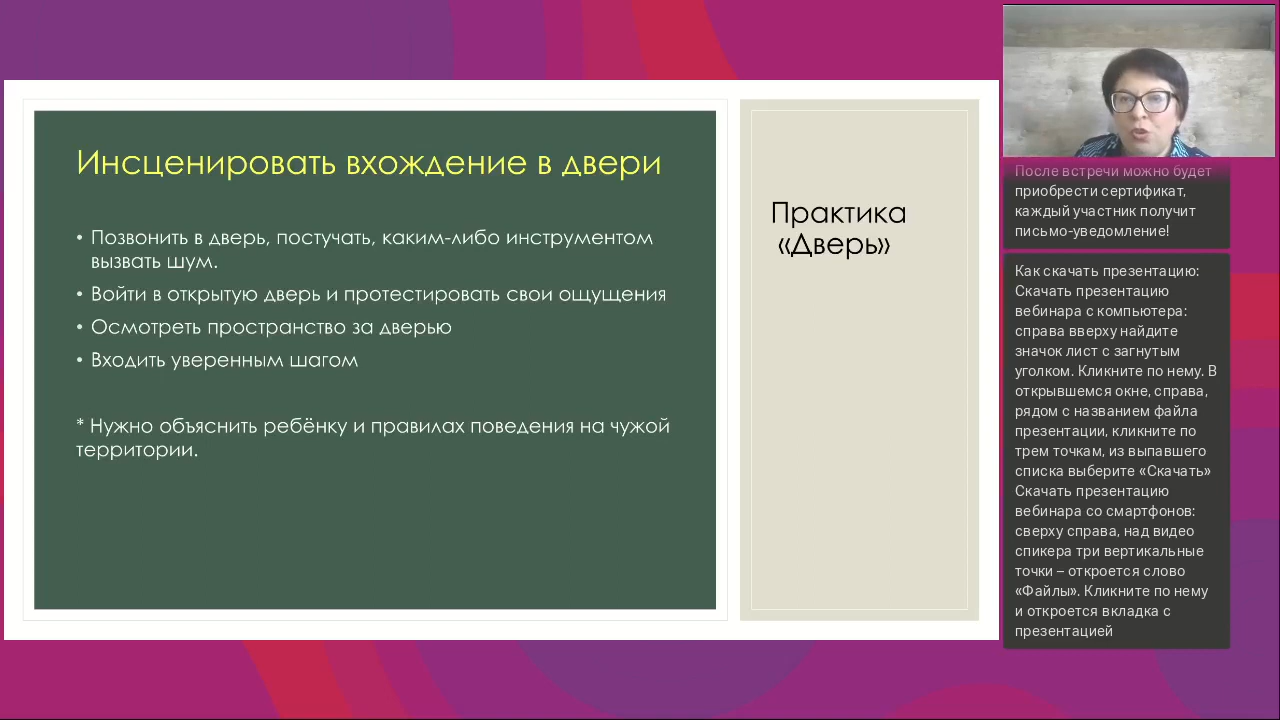 Инсценировать вхождение в двери
• Позвонить в дверь, постучать, каким-либо инструментом
вызвать шум.
• Войти в открытую дверь и протестировать свои ощущения
• Осмотреть пространство за дверью
• Входить уверенным шагом
* Нужно объяснить ребёнку и правилах поведения на чужой
территории.
Практика
«Дверь»
После встречи можно будет
приобрести сертификат,
каждый участник получит
письмо-уведомление!
Как скачать презентацию:
Скачать презентацию
вебинара с компьютера:
справа вверху найдите
значок лист с загнутым
уголком. Кликните по нему. В
открывшемся окне, справа,
рядом с названием файла
презентации, кликните по
трем точкам, из выпавшего
списка выберите «Скачать»
Скачать презентацию
вебинара со смартфонов:
сверху справа, над видео
спикера три вертикальные
точки – откроется слово
«Файлы». Кликните по нему
и откроется вкладка с
презентацией